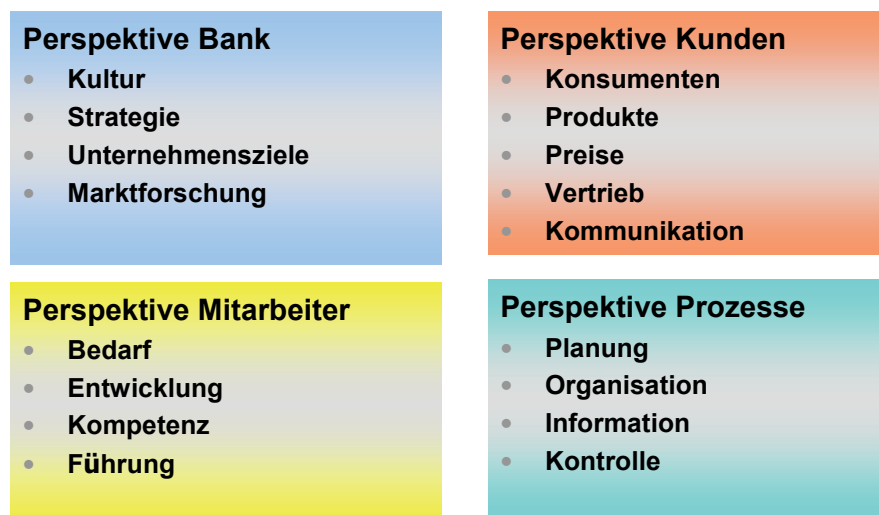 Perspektive Bank
• Kultur
• Strategie
• Unternehmensziele
• Marktforschung
Perspektive Kunden
• Konsumenten
• Produkte
• Preise
• Vertrieb
• Kommunikation
Perspektive Mitarbeiter
• Bedarf
• Entwicklung
• Kompetenz
• Führung
Perspektive Prozesse
• Planung
• Organisation
• Information
• Kontrolle